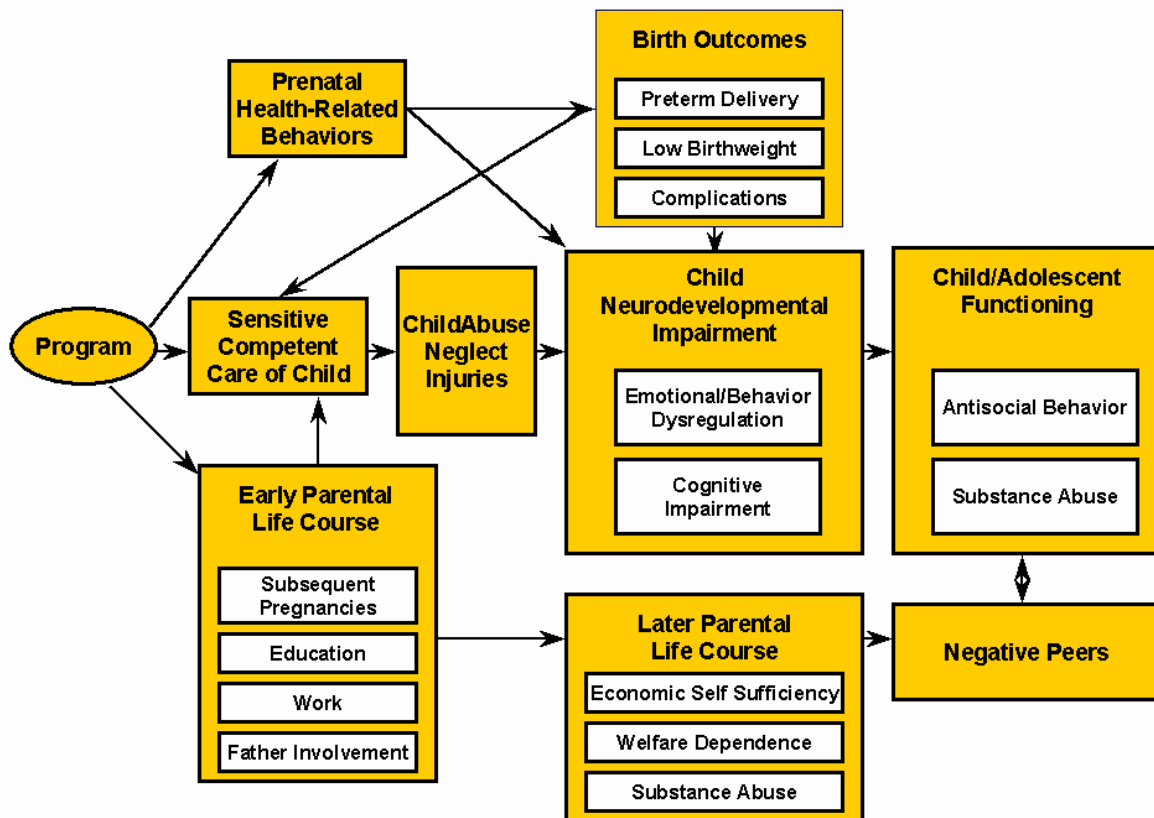 Birth Outcomes
Preterm Delivery
Low Birthweight
Complications
Prenatal
Health-Related
Behaviors
Program
Sensitive
Competent
Care of Child
ChildAbuse
Neglect
Injuries
Child
Neurodevelopmental
Impairment
Emotional/Behavior
Dysregulation
Cognitive
Impairment
Child/Adolescent
Functioning
Antisocial Behavior
Substance Abuse
Early Parental
Life Course
Subsequent
Pregnancies
Education
Work
Father Involvement
Later Parental
Life Course
Economic Self Sufficiency
Welfare Dependence
Substance Abuse
Negative Peers